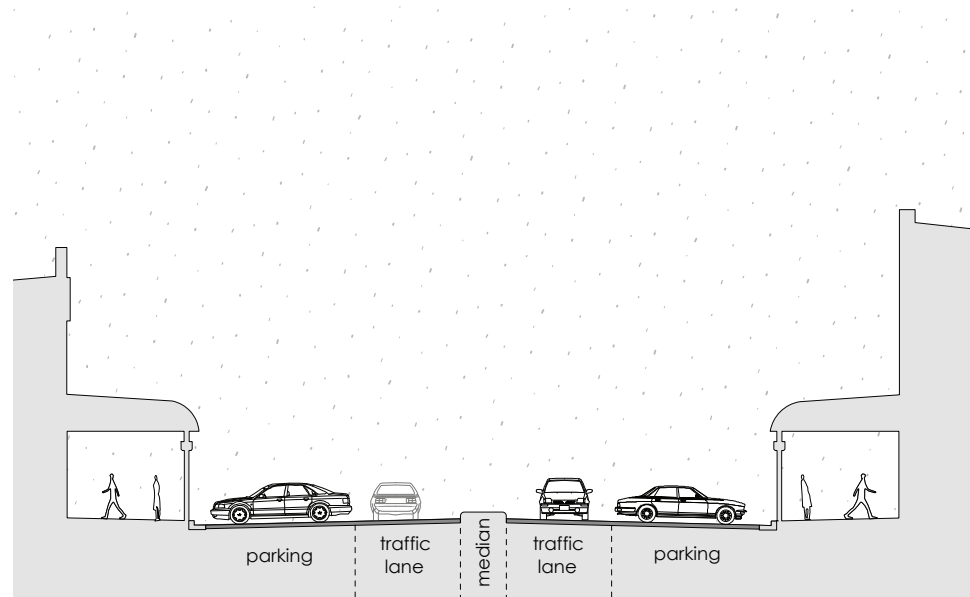 parking
traffic
lane
median
traffic
lane
parking